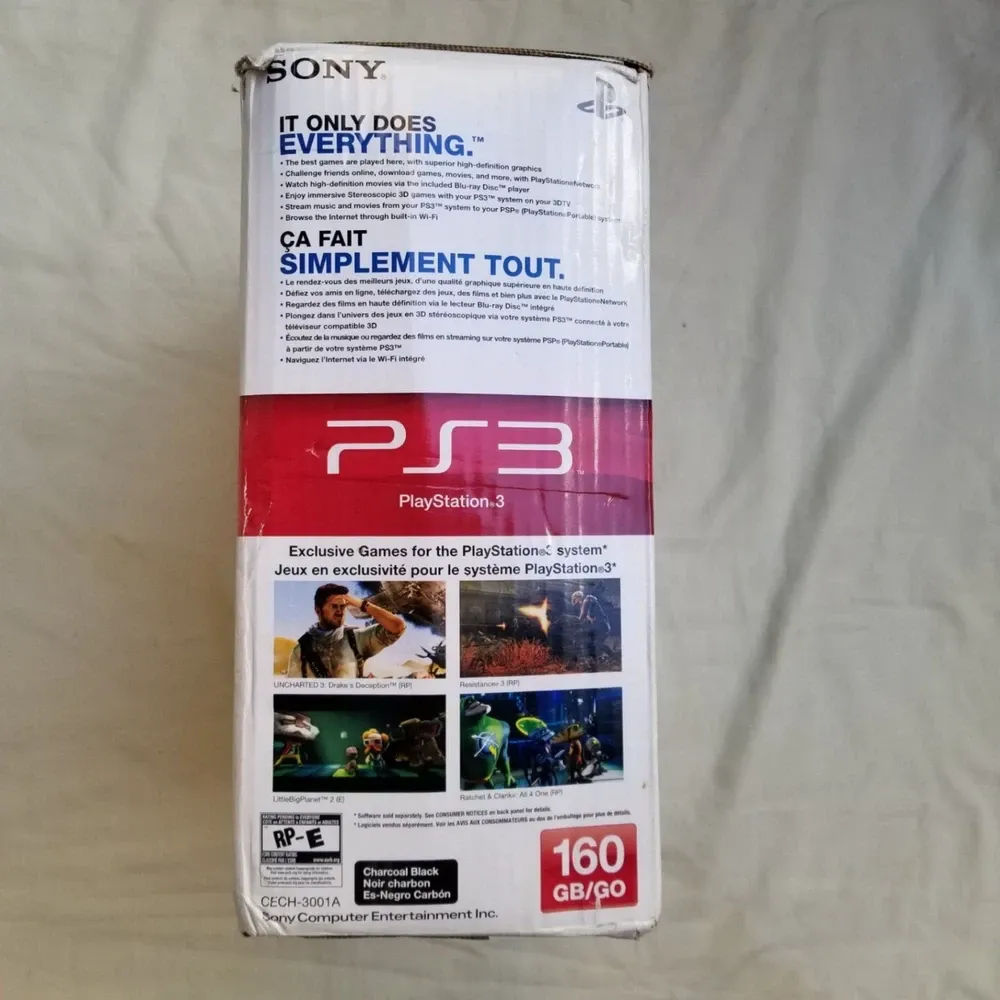 SONY®
IT ONLY DOES
EVERYTHING.™
• The best games are played here, with superior high-definition graphics
• Challenge friends online, download games, movies, and more, with PlayStation®Network
• Watch high-definition movies via the included Blu-ray Disc™ player
• Enjoy immersive Stereoscopic 3D games with your PS3™ system on your 3DTV
• Stream music and movies from your PS3™ system to your PSP® (PlayStation®Portable) system
• Browse the Internet through built-in Wi-Fi
ÇA FAIT
SIMPLEMENT TOUT.
• Le rendez-vous des meilleurs jeux, d'une qualité graphique supérieure en haute définition
• Défiez vos amis en ligne, téléchargez des jeux, des films et bien plus avec le PlayStation®Network
• Regardez des films en haute définition via le lecteur Blu-ray Disc™ intégré
• Plongez dans l'univers des jeux en 3D stéréoscopique via votre système PS3™ connecté à votre
téléviseur compatible 3D
• Écoutez de la musique ou regardez des films en streaming sur votre système PSP® (PlayStation®Portable)
à partir de votre système PS3™
• Naviguez l'Internet via le Wi-Fi intégré
PS3™
PlayStation®3
Exclusive Games for the PlayStation®3 system*
Jeux en exclusivité pour le système PlayStation®3*
UNCHARTED 3: Drake's Deception™ (RP)
Resistance® 3 (RP)
LittleBigPlanet™ 2 (E)
Ratchet & Clank®: All 4 One (RP)
* Software sold separately. See CONSUMER NOTICES on back panel for details.
* Logiciels vendus séparément. Voir les AVIS AUX CONSOMMATEURS au dos de l'emballage pour plus de détails.
RATING PENDING to EVERYONE
RP-E
www.esrb.org
Charcoal Black
Noir charbon
Es-Negro Carbón
160
GB/GO
CECH-3001A
Sony Computer Entertainment Inc.